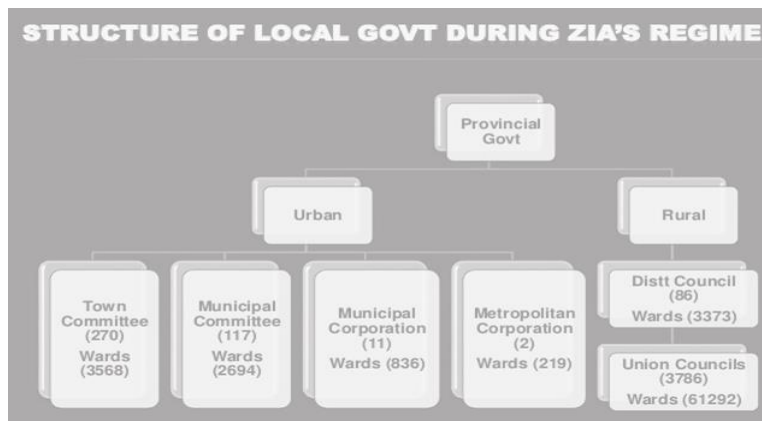 STRUCTURE OF LOCAL GOVT DURING ZIA'S REGIME
Provincial
Govt
Urban
Rural
Town
Committee
(270)
Wards
(3568)
Municipal
Committee
(117)
Wards
(2694)
Municipal
Corporation
(11)
Wards (836)
Metropolitan
Corporation
(2)
Wards (219)
Distt Council
(86)
Wards (3373)
Union Councils
(3786)
Wards (61292)